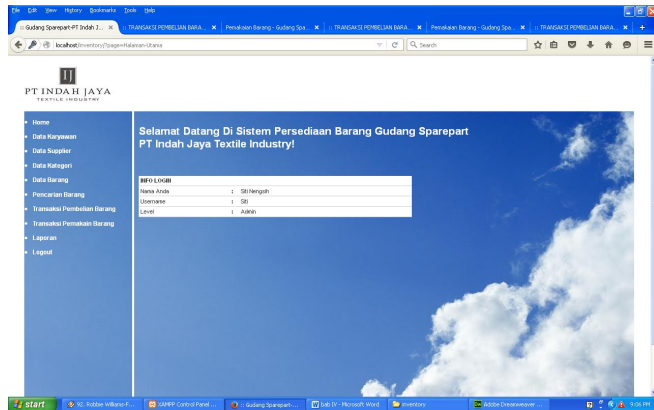 File Edit View History Bookmarks Tools Help
:: Gudang Sparepart-PT Indah J... × :: TRANSAKSI PEMBELIAN BARA... × Pemakaian Barang - Gudang Spa... × :: TRANSAKSI PEMBELIAN BARA... × Pemakaian Barang - Gudang Spa... × :: TRANSAKSI PEMBELIAN BARA... × +
localhost/inventory/?page=Halaman-Utama
Search
IJ
PT INDAH JAYA
TEXTILE INDUSTRY
Home
Data Karyawan
Data Supplier
Data Kategori
Data Barang
Pencarian Barang
Transaksi Pembelian Barang
Transaksi Pemakain Barang
Laporan
Logout
Selamat Datang Di Sistem Persediaan Barang Gudang Sparepart
PT Indah Jaya Textile Industry!
INFO LOGIN
Nama Anda : Siti Nengsih
Username : Siti
Level : Admin
start 92. Robbie Williams-F... XAMPP Control Panel ... :: Gudang Sparepart-... bab IV - Microsoft Word inventory Adobe Dreamweaver ... 9:06 PM